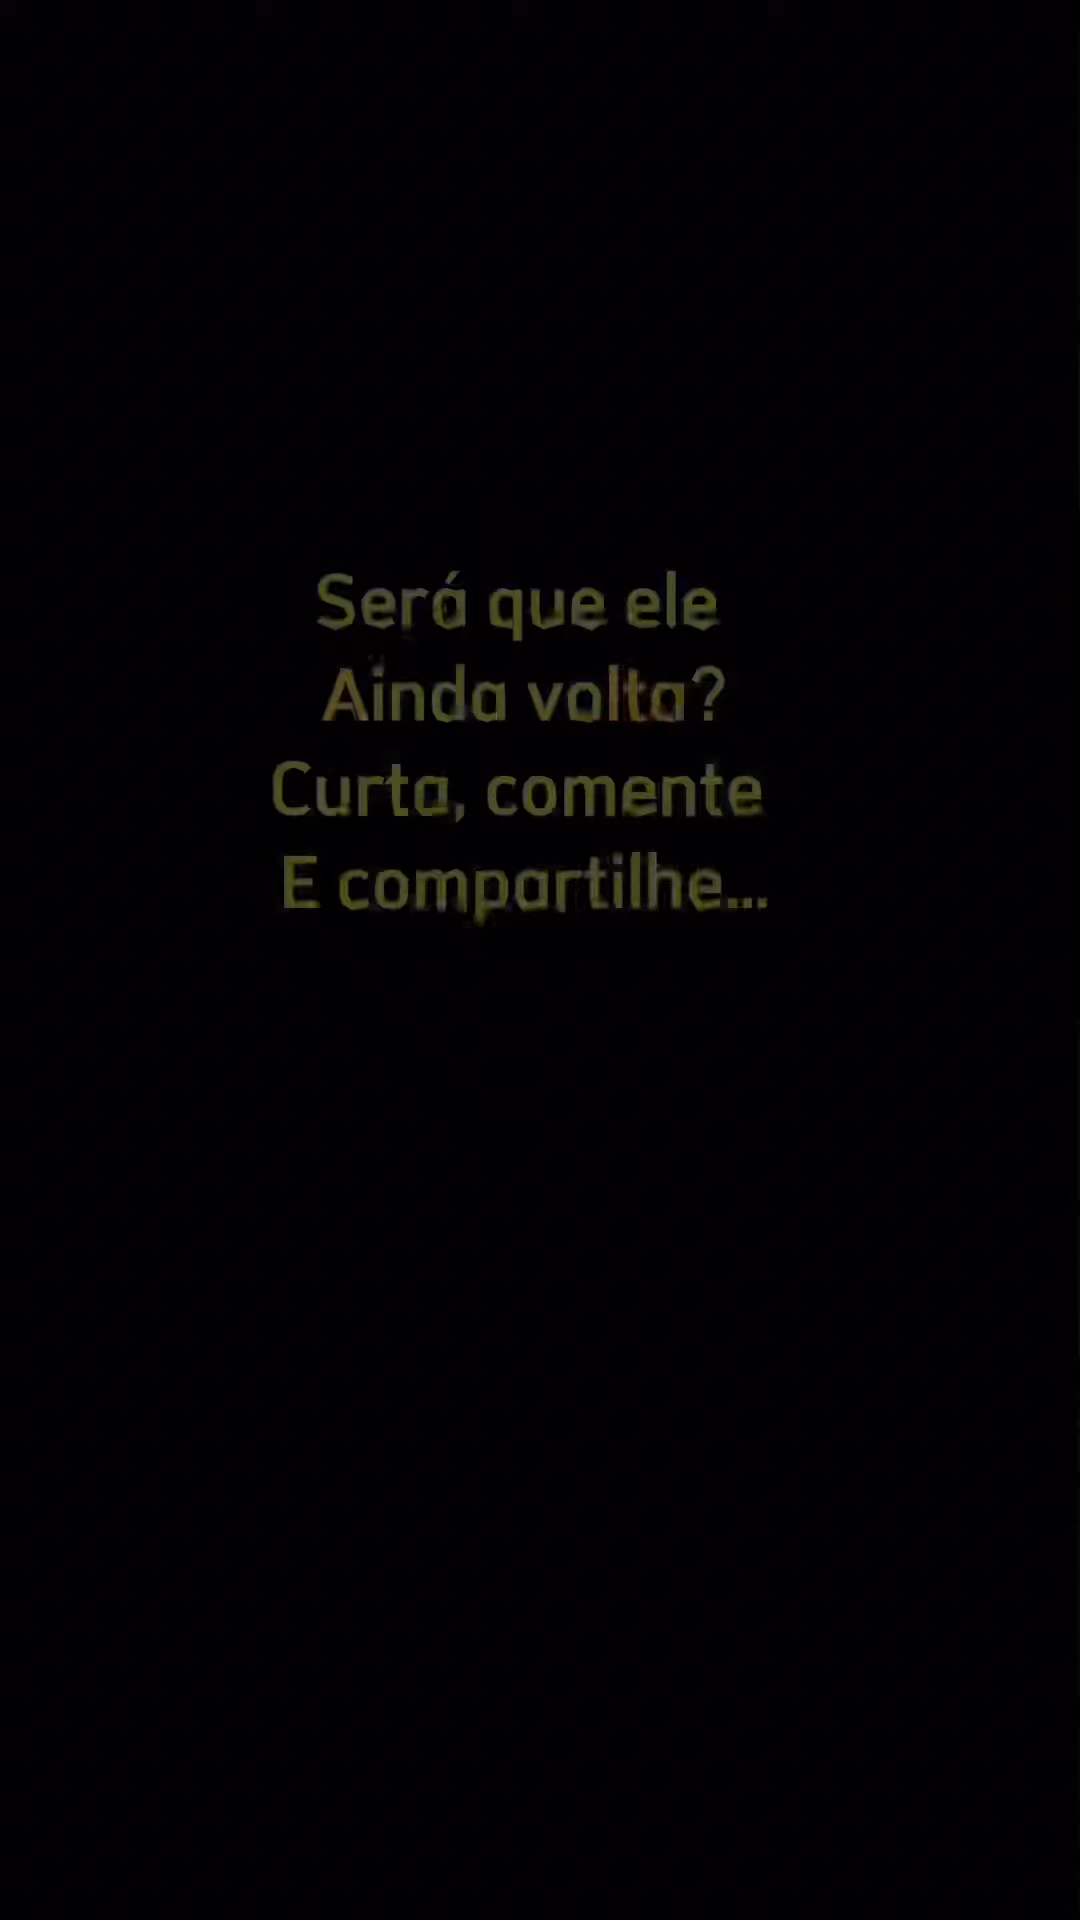 Será que ele
Ainda volta?
Curta, comente
E compartilhe...